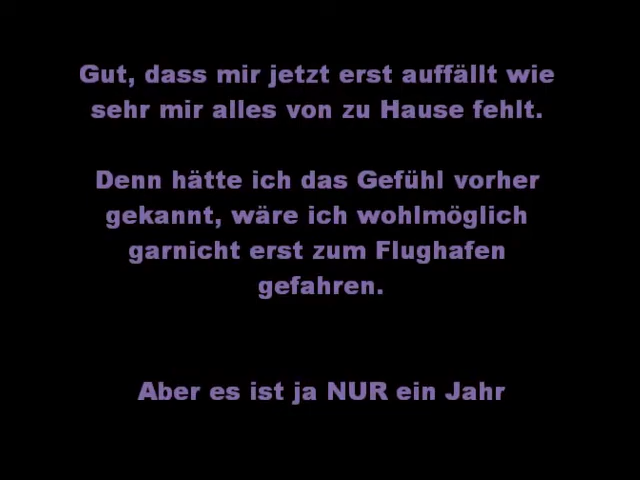 Gut, dass mir jetzt erst auffällt wie
sehr mir alles von zu Hause fehlt.
Denn hätte ich das Gefühl vorher
gekannt, wäre ich wohlmöglich
garnicht erst zum Flughafen
gefahren.
Aber es ist ja NUR ein Jahr